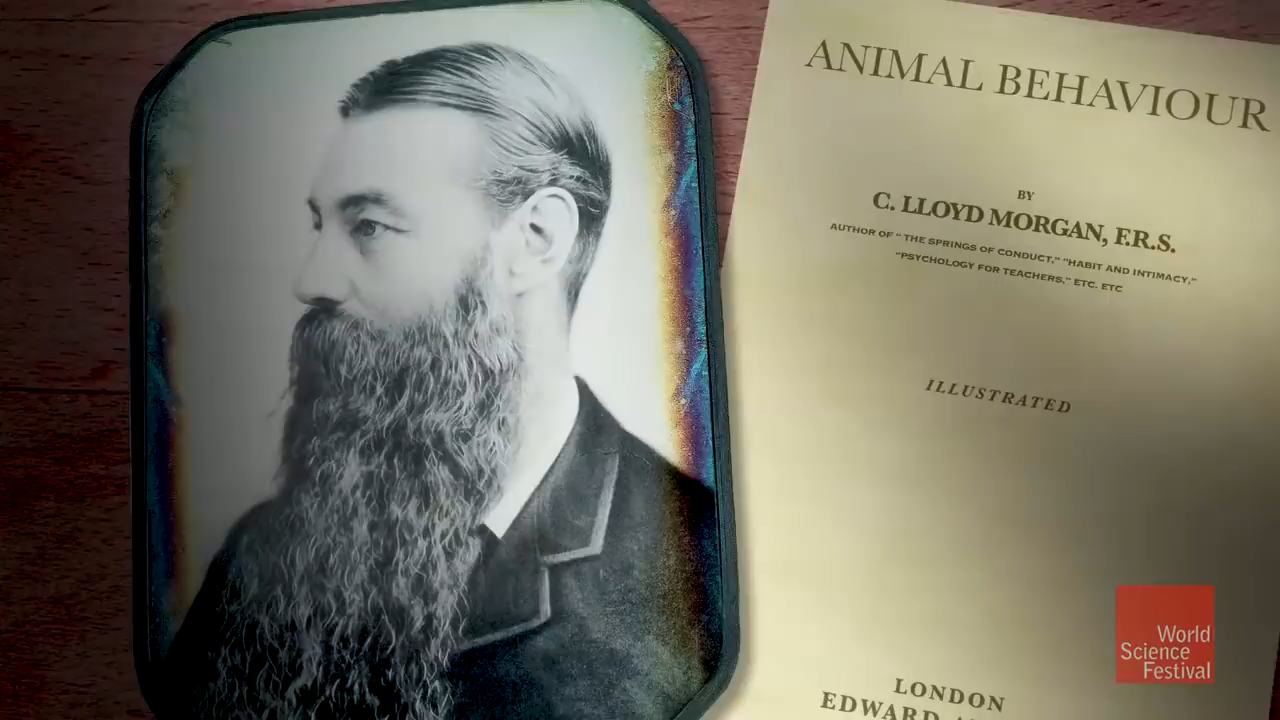 ANIMAL BEHAVIOUR
BY
C. LLOYD MORGAN, F.R.S.
AUTHOR OF "THE SPRINGS OF CONDUCT," "HABIT AND INTIMACY,"
"PSYCHOLOGY FOR TEACHERS," ETC. ETC
ILLUSTRATED
LONDON
EDWARD
World
Science
Festival